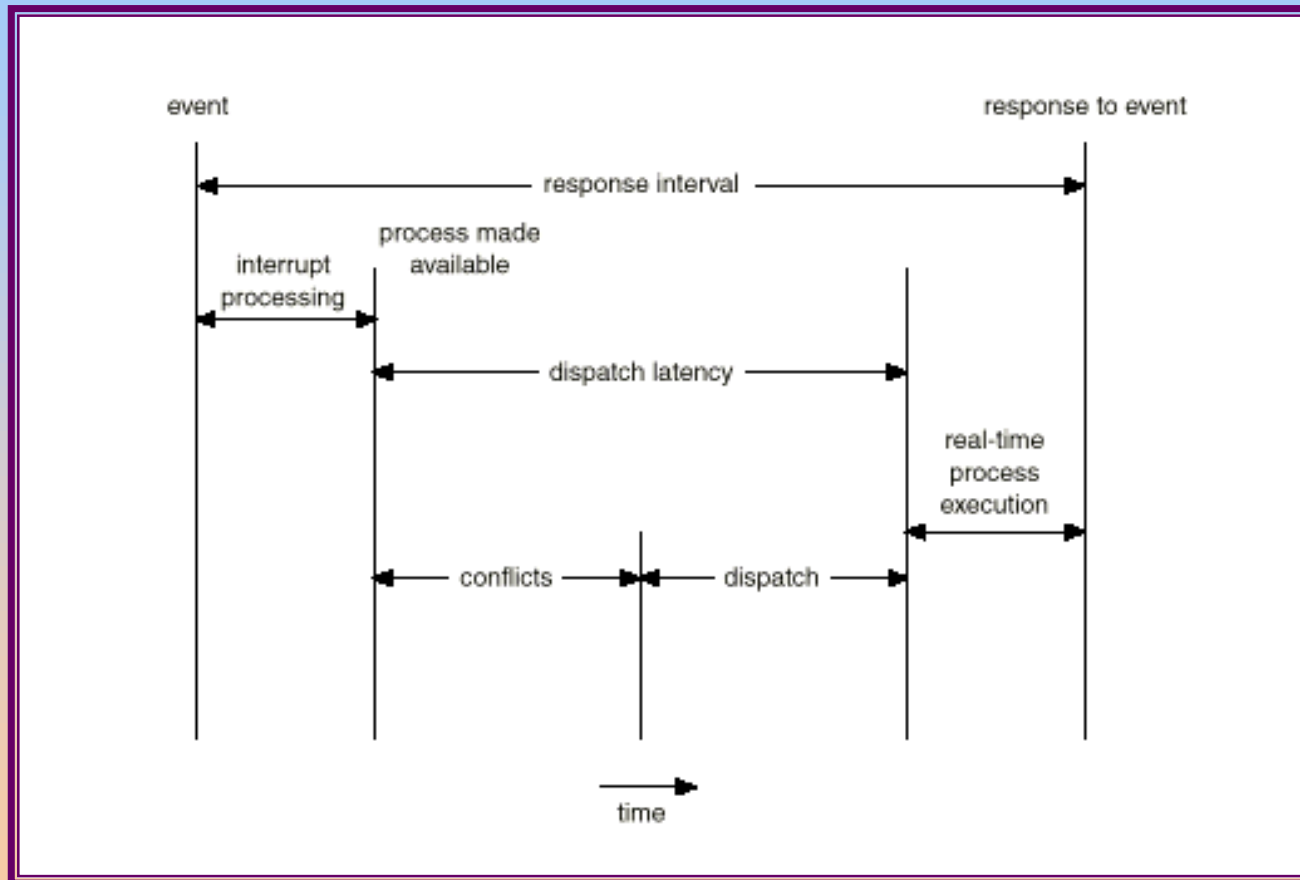 event
response to event
response interval
process made
available
interrupt
processing
dispatch latency
real-time
process
execution
conflicts
dispatch
time